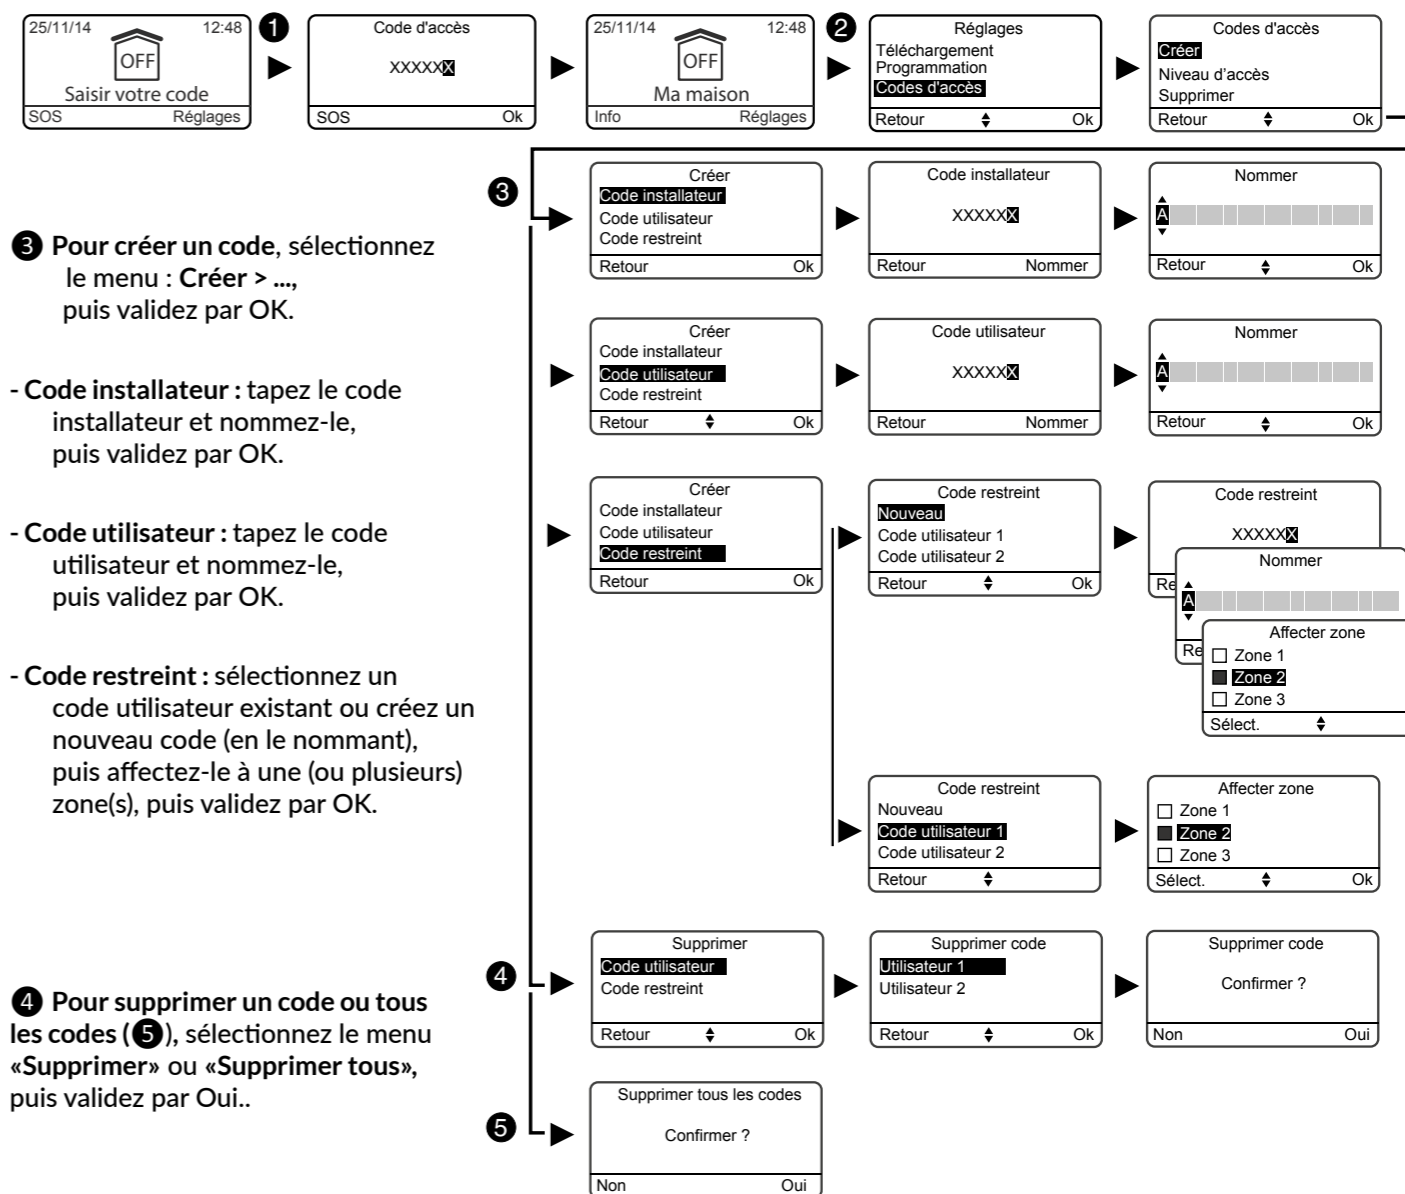 25/11/14 12:48
OFF
Saisir votre code
SOS Réglages
❶
Code d'accès
XXXXXX
SOS Ok
25/11/14 12:48
OFF
Ma maison
Info Réglages
❷
Réglages
Téléchargement
Programmation
Codes d'accès
Retour Ok
Codes d'accès
Créer
Niveau d'accès
Supprimer
Retour Ok
❸ Pour créer un code, sélectionnez
le menu : Créer > ...,
puis validez par OK.
- Code installateur : tapez le code
installateur et nommez-le,
puis validez par OK.
- Code utilisateur : tapez le code
utilisateur et nommez-le,
puis validez par OK.
- Code restreint : sélectionnez un
code utilisateur existant ou créez un
nouveau code (en le nommant),
puis affectez-le à une (ou plusieurs)
zone(s), puis validez par OK.
❹ Pour supprimer un code ou tous
les codes (❺), sélectionnez le menu
«Supprimer» ou «Supprimer tous»,
puis validez par Oui..
❸
Créer
Code installateur
Code utilisateur
Code restreint
Retour Ok
Code installateur
XXXXXX
Retour Nommer
Nommer
A
Retour Ok
Créer
Code installateur
Code utilisateur
Code restreint
Retour Ok
Code utilisateur
XXXXXX
Retour Nommer
Nommer
A
Retour Ok
Créer
Code installateur
Code utilisateur
Code restreint
Retour Ok
Code restreint
Nouveau
Code utilisateur 1
Code utilisateur 2
Retour Ok
Code restreint
XXXXXX
Re
Nommer
A
Re
Affecter zone
Zone 1
Zone 2
Zone 3
Sélect.
Code restreint
Nouveau
Code utilisateur 1
Code utilisateur 2
Retour
Affecter zone
Zone 1
Zone 2
Zone 3
Sélect. Ok
❹
Supprimer
Code utilisateur
Code restreint
Retour Ok
Supprimer code
Utilisateur 1
Utilisateur 2
Retour Ok
Supprimer code
Confirmer ?
Non Oui
❺
Supprimer tous les codes
Confirmer ?
Non Oui